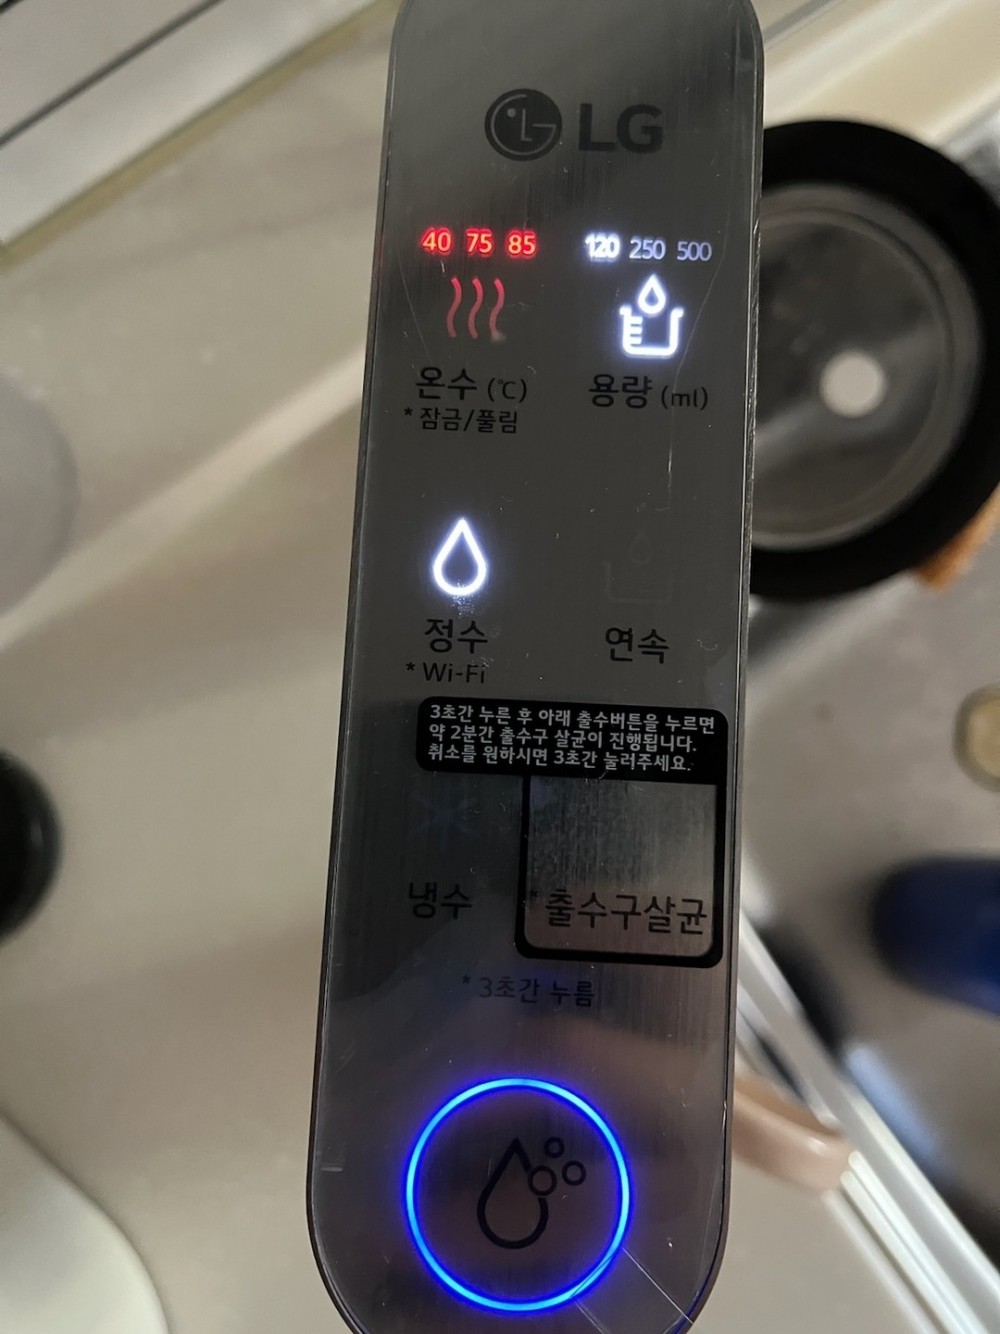 LG
40 75 85
120 250 500
온수 (℃)
* 잠금/풀림
용량 (ml)
정수
* Wi-Fi
연속
3초간 누른 후 아래 출수버튼을 누르면
약 2분간 출수구 살균이 진행됩니다.
취소를 원하시면 3초간 눌러주세요.
냉수
* 출수구살균
* 3초간 누름